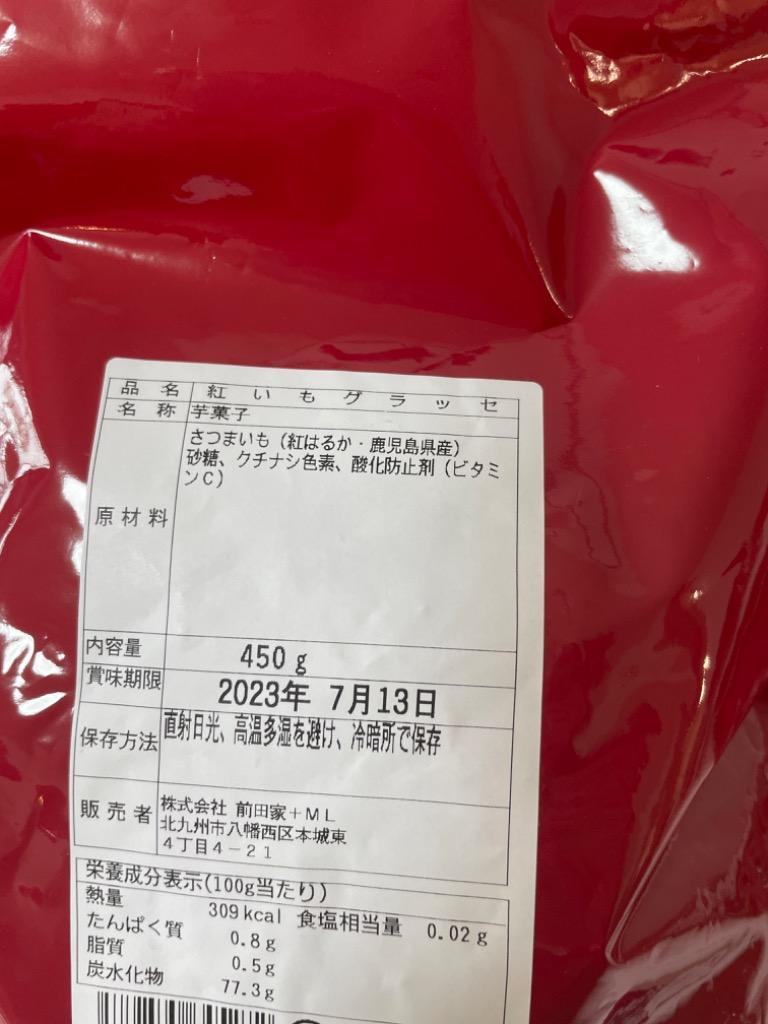 品名 紅いもグラッセ
名称 芋菓子
原材料 さつまいも（紅はるか・鹿児島県産）
砂糖、クチナシ色素、酸化防止剤（ビタミ
ンC）
内容量 450g
賞味期限 2023年 7月13日
保存方法 直射日光、高温多湿を避け、冷暗所で保存
販売者 株式会社 前田家＋ML
北九州市八幡西区本城東
4丁目4－21
栄養成分表示(100g当たり)
熱量 309kcal 食塩相当量 0.02g
たんぱく質 0.8g
脂質 0.5g
炭水化物 77.3g